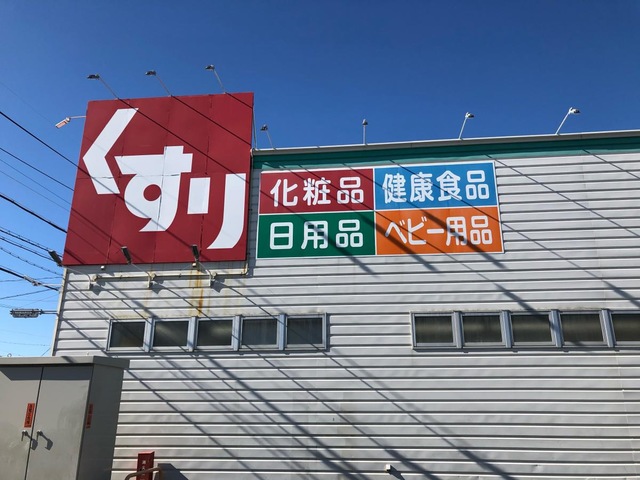 くすり
化粧品
健康食品
日用品
ベビー用品